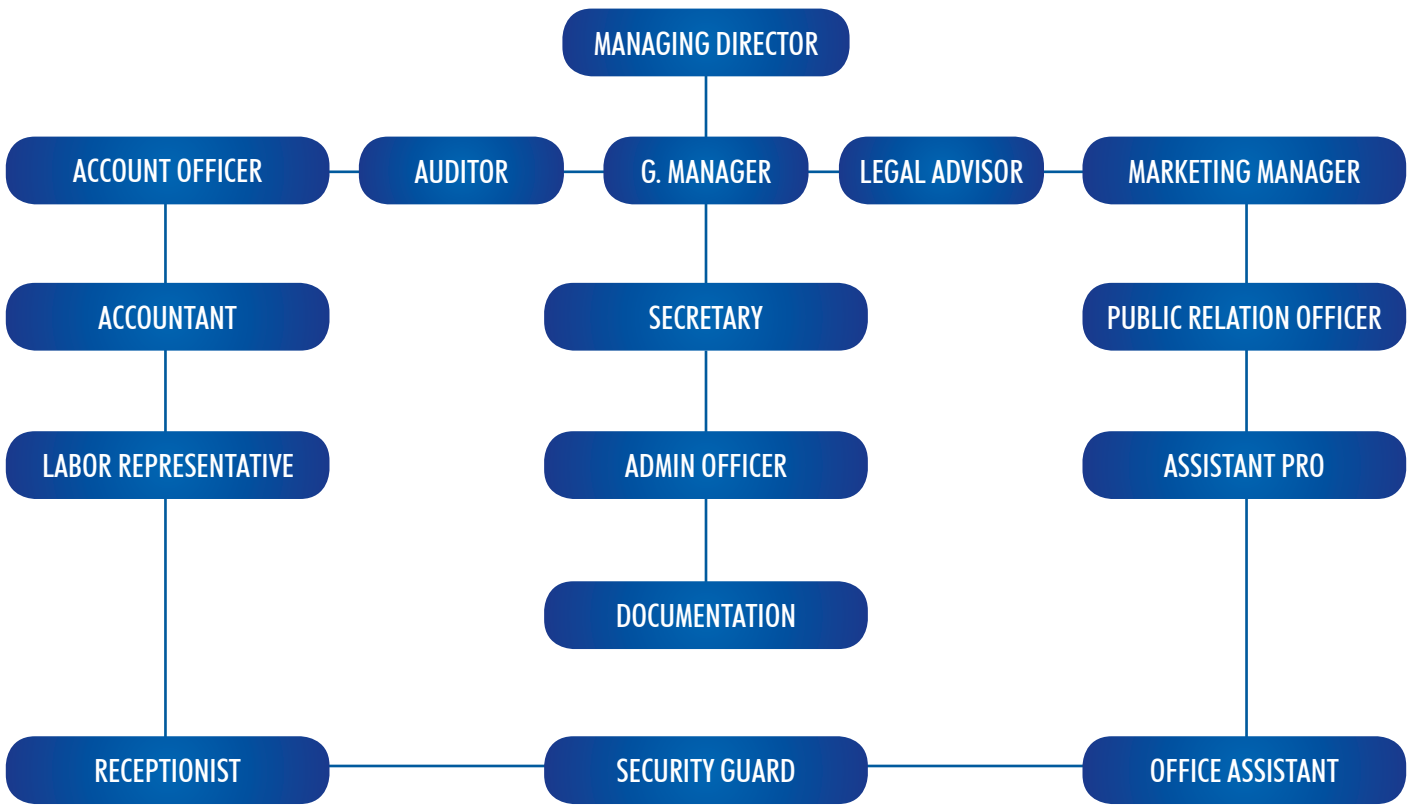 MANAGING DIRECTOR
ACCOUNT OFFICER
AUDITOR
G. MANAGER
LEGAL ADVISOR
MARKETING MANAGER
ACCOUNTANT
SECRETARY
PUBLIC RELATION OFFICER
LABOR REPRESENTATIVE
ADMIN OFFICER
ASSISTANT PRO
DOCUMENTATION
RECEPTIONIST
SECURITY GUARD
OFFICE ASSISTANT